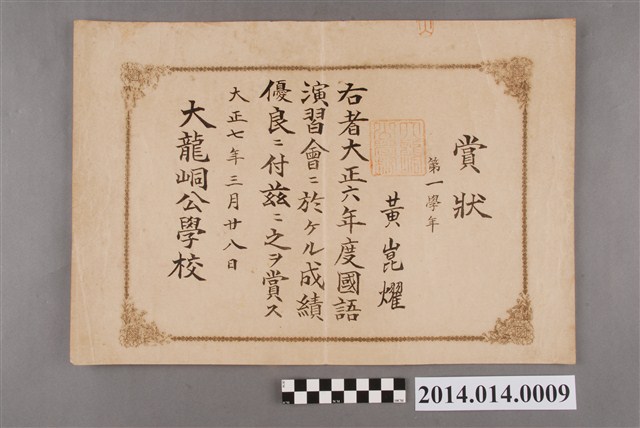 賞狀
第一學年
黃崑燿
右者大正六年度國語
演習會ニ於ケル成績
優良ニ付茲ニ之ヲ賞ス
大正七年三月廿八日
大龍峒公學校
2014.014.0009